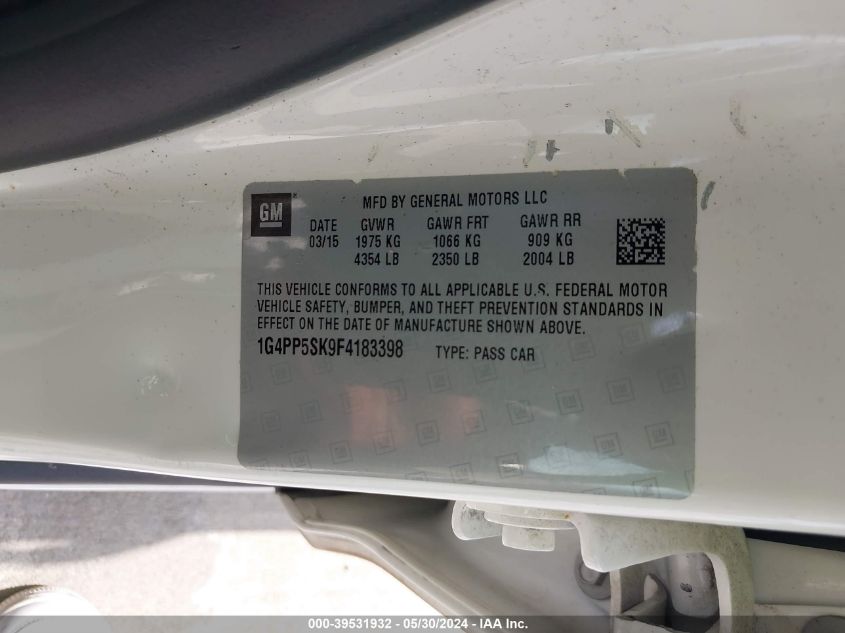 GM
MFD BY GENERAL MOTORS LLC
DATE GVWR GAWR FRT GAWR RR
03/15 1975 KG 1066 KG 909 KG
4354 LB 2350 LB 2004 LB
THIS VEHICLE CONFORMS TO ALL APPLICABLE U.S. FEDERAL MOTOR
VEHICLE SAFETY, BUMPER, AND THEFT PREVENTION STANDARDS IN
EFFECT ON THE DATE OF MANUFACTURE SHOWN ABOVE.
1G4PP5SK9F4183398 TYPE: PASS CAR
000-39531932 - 05/30/2024 - IAA Inc.